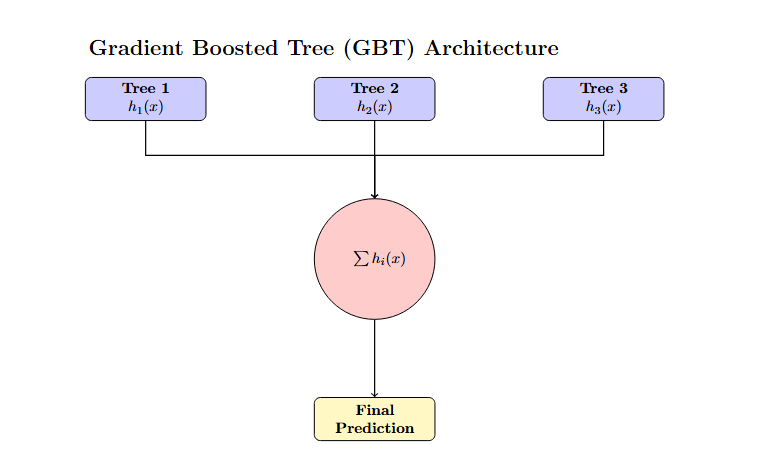 Gradient Boosted Tree (GBT) Architecture
Tree 1
h₁(x)
Tree 2
h₂(x)
Tree 3
h₃(x)
∑ hᵢ(x)
Final
Prediction